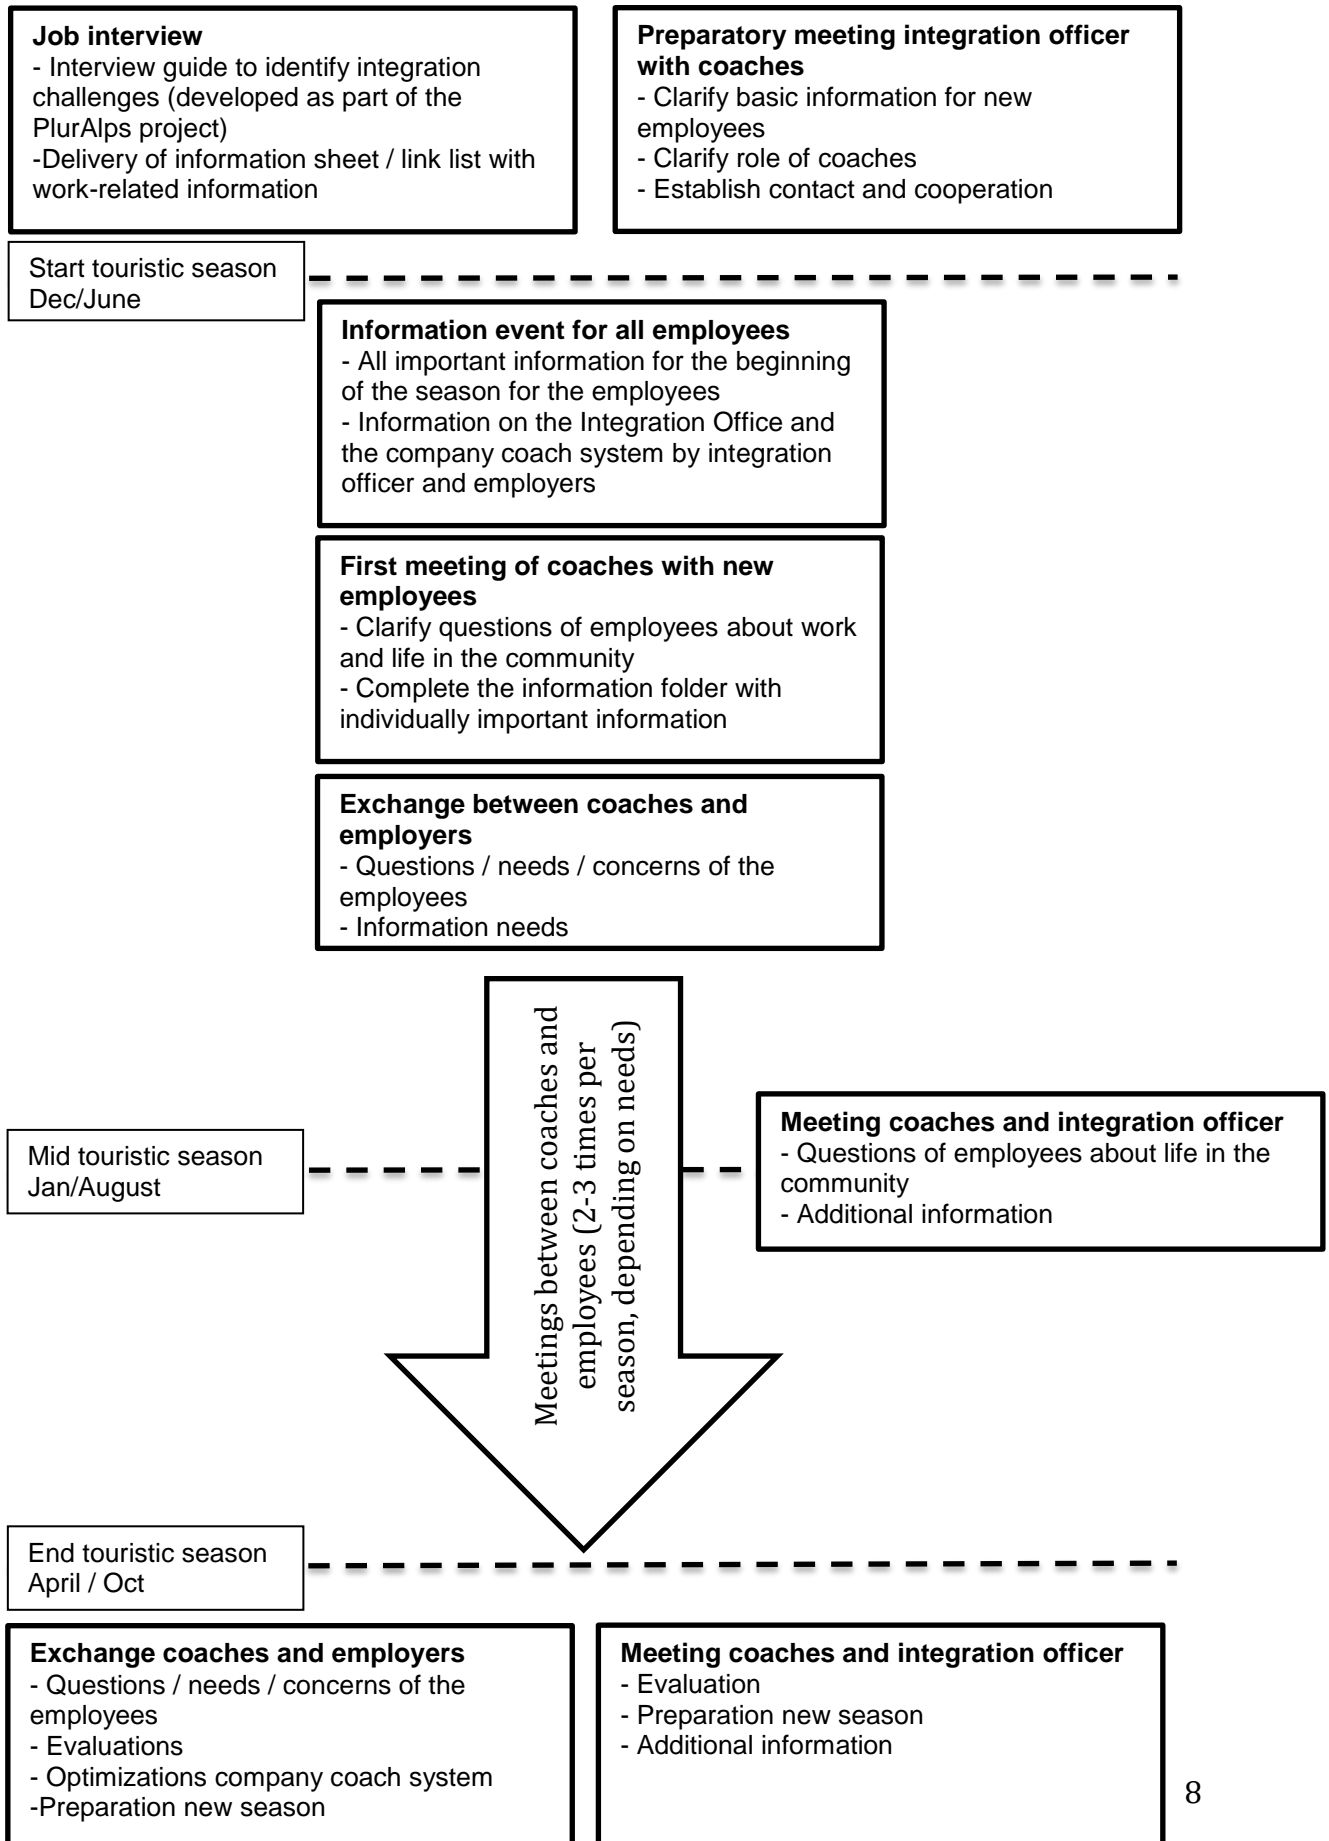 Job interview
- Interview guide to identify integration
challenges (developed as part of the
PlurAlps project)
-Delivery of information sheet / link list with
work-related information
Preparatory meeting integration officer
with coaches
- Clarify basic information for new
employees
- Clarify role of coaches
- Establish contact and cooperation
Start touristic season
Dec/June
Information event for all employees
- All important information for the beginning
of the season for the employees
- Information on the Integration Office and
the company coach system by integration
officer and employers
First meeting of coaches with new
employees
- Clarify questions of employees about work
and life in the community
- Complete the information folder with
individually important information
Exchange between coaches and
employers
- Questions / needs / concerns of the
employees
- Information needs
Meetings between coaches and
employees (2-3 times per
season, depending on needs)
Mid touristic season
Jan/August
Meeting coaches and integration officer
- Questions of employees about life in the
community
- Additional information
End touristic season
April / Oct
Exchange coaches and employers
- Questions / needs / concerns of the
employees
- Evaluations
- Optimizations company coach system
-Preparation new season
Meeting coaches and integration officer
- Evaluation
- Preparation new season
- Additional information
8